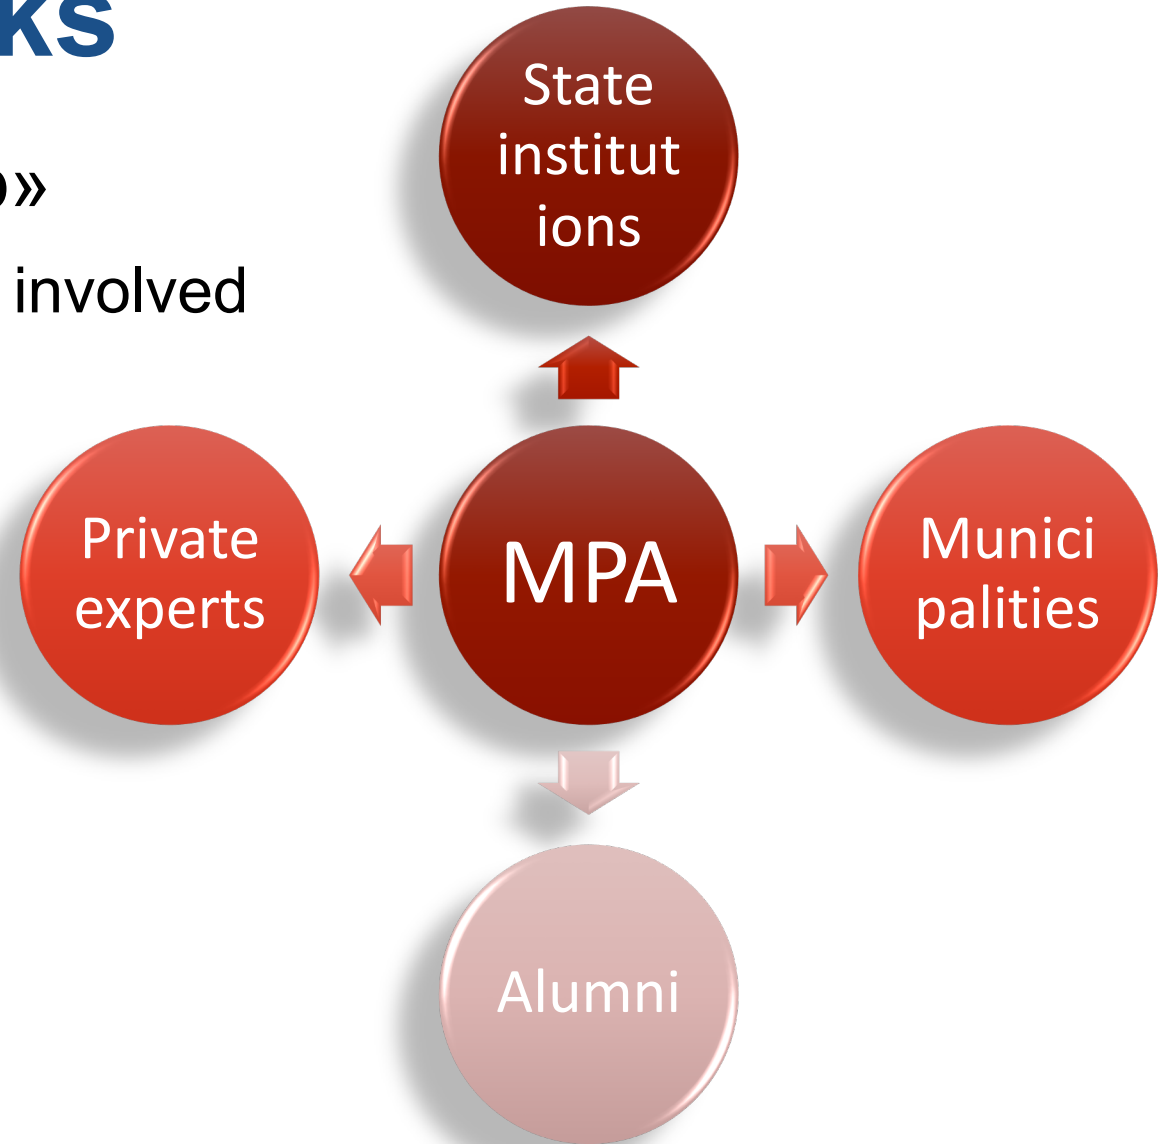 ks
»
involved
State
institut
ions
Private
experts
MPA
Munici
palities
Alumni